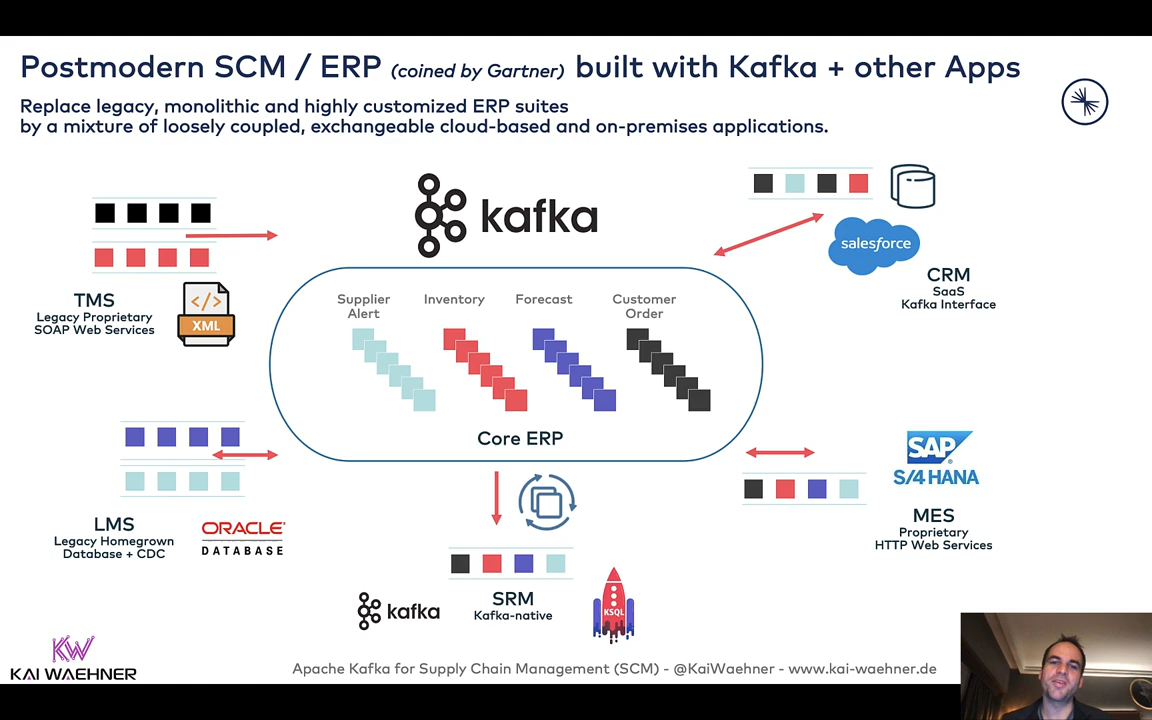 Postmodern SCM / ERP (coined by Gartner) built with Kafka + other Apps
Replace legacy, monolithic and highly customized ERP suites
by a mixture of loosely coupled, exchangeable cloud-based and on-premises applications.
kafka
salesforce
CRM
SaaS
Kafka Interface
TMS
Legacy Proprietary
SOAP Web Services
</>
XML
Supplier
Alert
Inventory
Forecast
Customer
Order
Core ERP
LMS
Legacy Homegrown
Database + CDC
ORACLE
DATABASE
SAP
S/4 HANA
MES
Proprietary
HTTP Web Services
kafka
SRM
Kafka-native
KSQL
KW
KAI WAEHNER
Apache Kafka for Supply Chain Management (SCM) - @KaiWaehner - www.kai-waehner.de